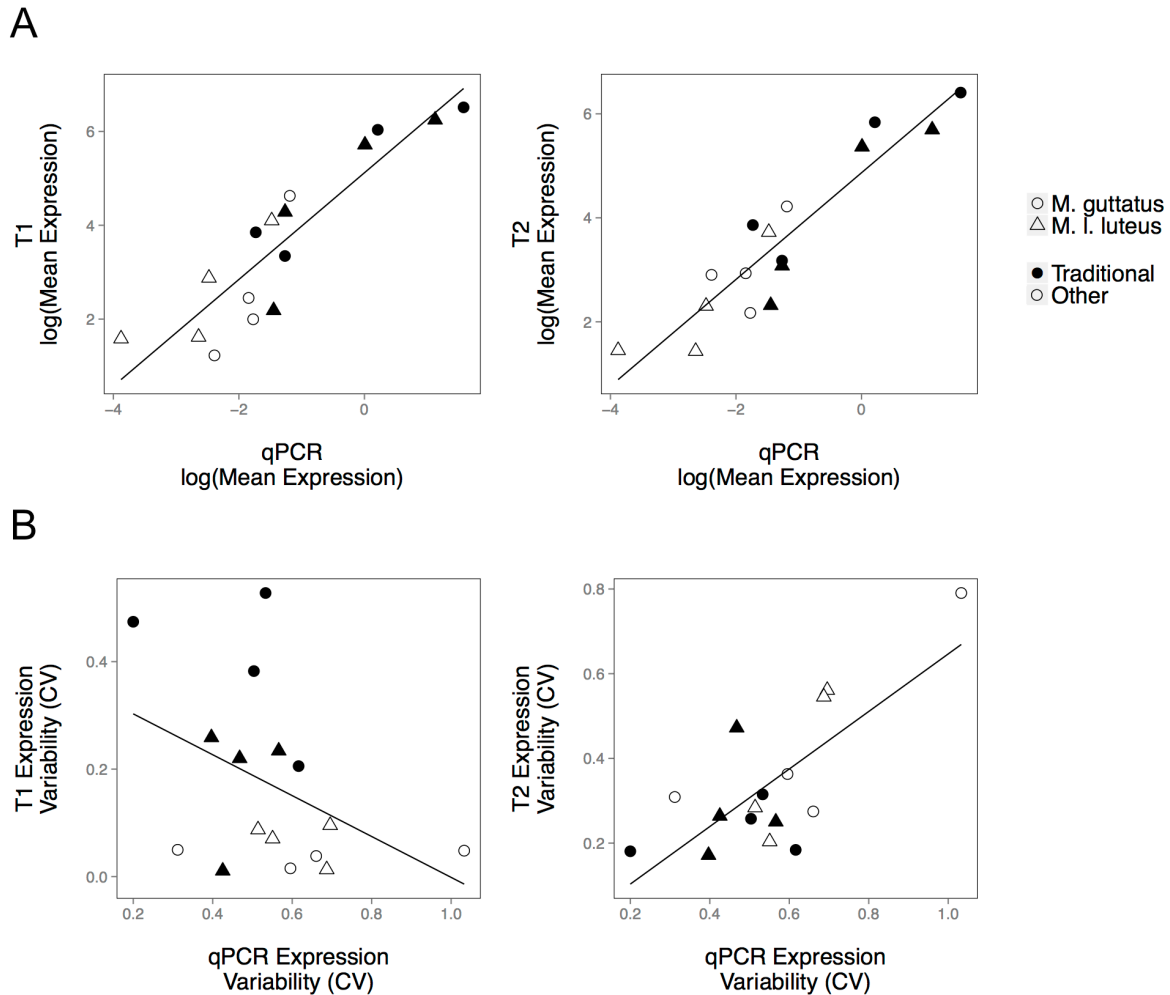 A
T1
log(Mean Expression)
6
4
2
−4
−2
0
qPCR
log(Mean Expression)
T2
log(Mean Expression)
6
4
2
−4
−2
0
qPCR
log(Mean Expression)
M. guttatus
M. l. luteus
Traditional
Other
B
T1 Expression
Variability (CV)
0.4
0.2
0.0
0.2
0.4
0.6
0.8
1.0
qPCR Expression
Variability (CV)
T2 Expression
Variability (CV)
0.8
0.6
0.4
0.2
0.2
0.4
0.6
0.8
1.0
qPCR Expression
Variability (CV)